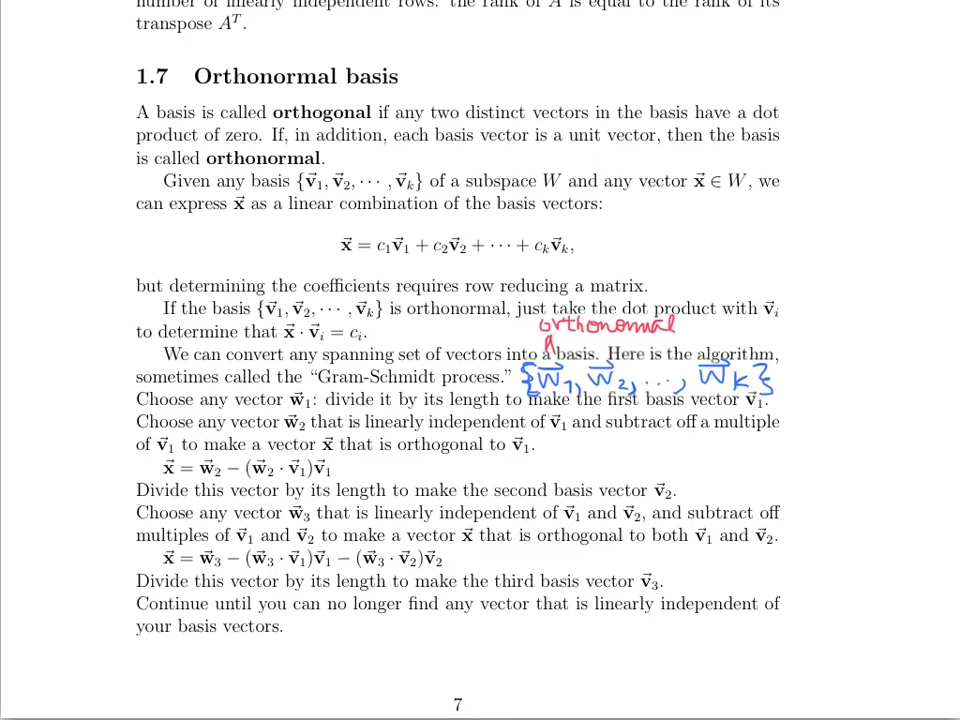 number of linearly independent rows: the rank of A is equal to the rank of its
transpose Aᵀ.
1.7 Orthonormal basis
A basis is called orthogonal if any two distinct vectors in the basis have a dot
product of zero. If, in addition, each basis vector is a unit vector, then the basis
is called orthonormal.
Given any basis {v⃗₁, v⃗₂, ⋯ , v⃗ₖ} of a subspace W and any vector x⃗ ∈ W, we
can express x⃗ as a linear combination of the basis vectors:
x⃗ = c₁v⃗₁ + c₂v⃗₂ + ⋯ + cₖv⃗ₖ,
but determining the coefficients requires row reducing a matrix.
If the basis {v⃗₁, v⃗₂, ⋯ , v⃗ₖ} is orthonormal, just take the dot product with v⃗ᵢ
to determine that x⃗ · v⃗ᵢ = cᵢ.
orthonormal
We can convert any spanning set of vectors into a basis. Here is the algorithm,
sometimes called the “Gram-Schmidt process.” {w⃗₁, w⃗₂, ..., w⃗ₖ}
Choose any vector w⃗₁: divide it by its length to make the first basis vector v⃗₁.
Choose any vector w⃗₂ that is linearly independent of v⃗₁ and subtract off a multiple
of v⃗₁ to make a vector x⃗ that is orthogonal to v⃗₁.
x⃗ = w⃗₂ − (w⃗₂ · v⃗₁)v⃗₁
Divide this vector by its length to make the second basis vector v⃗₂.
Choose any vector w⃗₃ that is linearly independent of v⃗₁ and v⃗₂, and subtract off
multiples of v⃗₁ and v⃗₂ to make a vector x⃗ that is orthogonal to both v⃗₁ and v⃗₂.
x⃗ = w⃗₃ − (w⃗₃ · v⃗₁)v⃗₁ − (w⃗₃ · v⃗₂)v⃗₂
Divide this vector by its length to make the third basis vector v⃗₃.
Continue until you can no longer find any vector that is linearly independent of
your basis vectors.
7